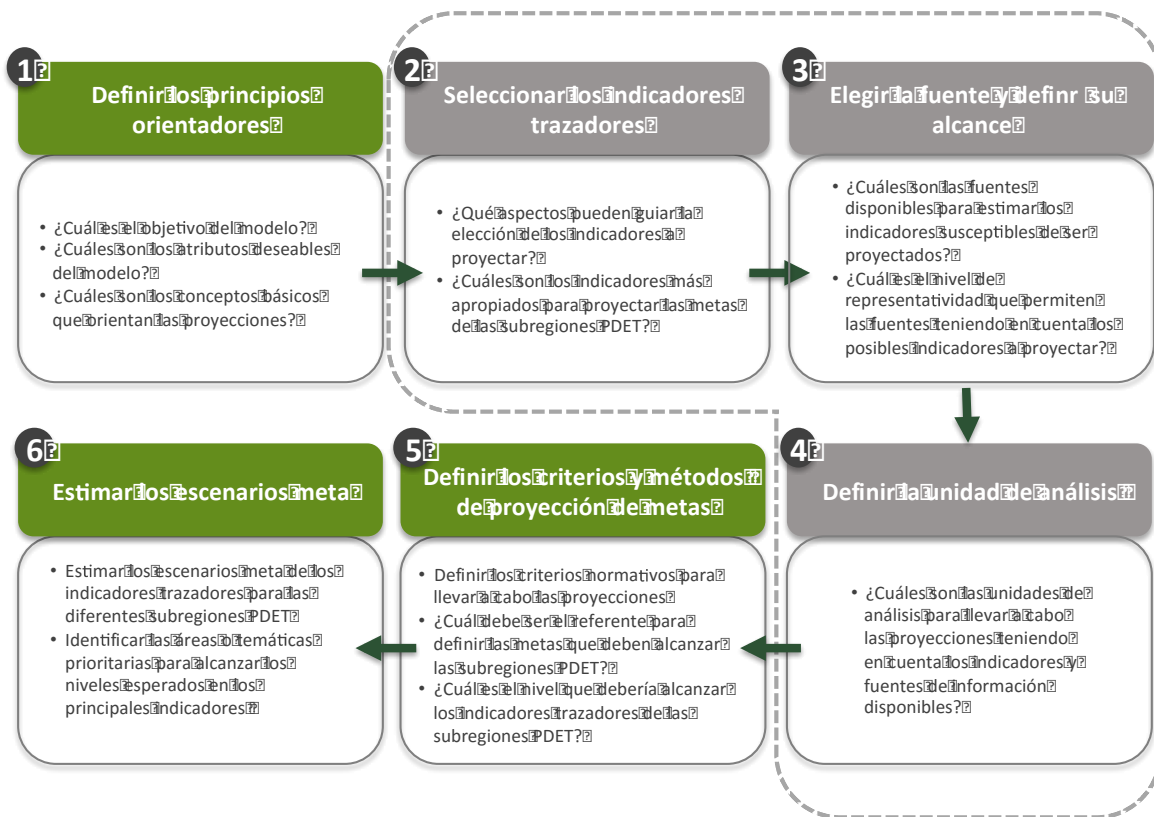 1
Definir los principios
orientadores
• ¿Cuál es el objetivo del modelo?
• ¿Cuáles son los atributos deseables
del modelo?
• ¿Cuáles son los conceptos básicos
que orientan las proyecciones?
2
Seleccionar los indicadores
trazadores
• ¿Qué aspectos pueden guiar la
elección de los indicadores a
proyectar?
• ¿Cuáles son los indicadores más
apropiados para proyectar las metas
de las subregiones PDET?
3
Elegir la fuente y definr su
alcance
• ¿Cuáles son las fuentes
disponibles para estimar los
indicadores susceptibles de ser
proyectados?
• ¿Cuál es el nivel de
representatividad que permiten
las fuentes teniendo en cuenta los
posibles indicadores a proyectar?
4
Definir la unidad de análisis
• ¿Cuáles son las unidades de
análisis para llevar a cabo
las proyecciones teniendo
en cuenta los indicadores y
fuentes de información
disponibles?
5
Definir los criterios y métodos
de proyección de metas
• Definir los criterios normativos para
llevar a cabo las proyecciones
• ¿Cuál debe ser el referente para
definir las metas que deben alcanzar
las subregiones PDET?
• ¿Cuál es el nivel que debería alcanzar
los indicadores trazadores de las
subregiones PDET?
6
Estimar los escenarios meta
• Estimar los escenarios meta de los
indicadores trazadores para las
diferentes subregiones PDET
• Identificar las áreas o temáticas
prioritarias para alcanzar los
niveles esperados en los
principales indicadores